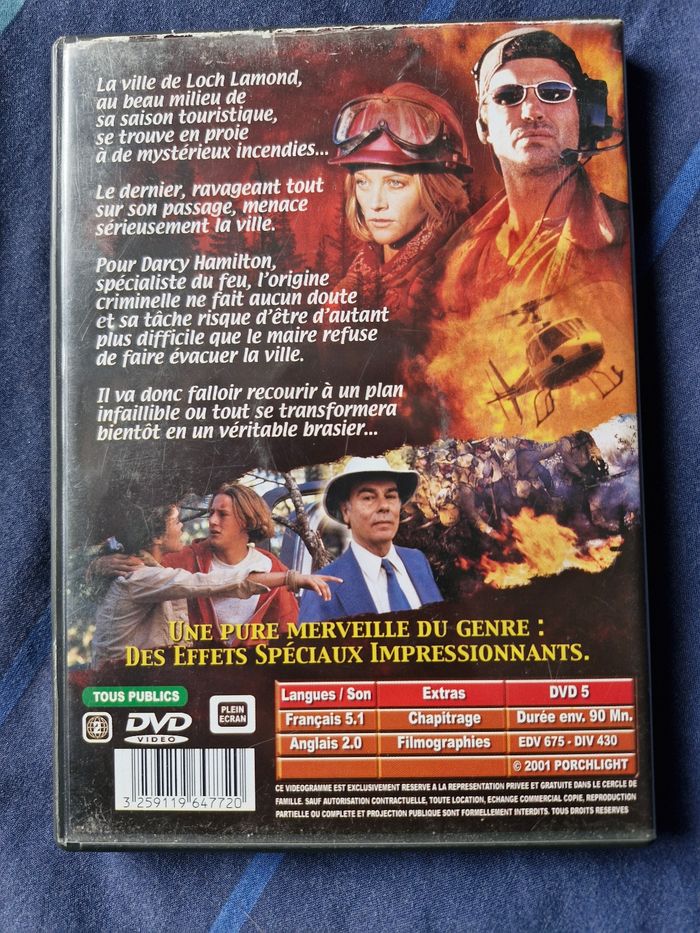 La ville de Loch Lamond,
au beau milieu de
sa saison touristique,
se trouve en proie
à de mystérieux incendies...
Le dernier, ravageant tout
sur son passage, menace
sérieusement la ville.
Pour Darcy Hamilton,
spécialiste du feu, l'origine
criminelle ne fait aucun doute
et sa tâche risque d'être d'autant
plus difficile que le maire refuse
de faire évacuer la ville.
Il va donc falloir recourir à un plan
infaillible ou tout se transformera
bientôt en un véritable brasier...
UNE PURE MERVEILLE DU GENRE :
DES EFFETS SPÉCIAUX IMPRESSIONNANTS.
TOUS PUBLICS
2
DVD
VIDEO
PLEIN
ECRAN
3 259119 647720
Langues / Son Extras DVD 5
Français 5.1 Chapitrage Durée env. 90 Mn.
Anglais 2.0 Filmographies EDV 675 - DIV 430
© 2001 PORCHLIGHT
CE VIDEOGRAMME EST EXCLUSIVEMENT RESERVE A LA REPRESENTATION PRIVEE ET GRATUITE DANS LE CERCLE DE
FAMILLE. SAUF AUTORISATION CONTRACTUELLE, TOUTE LOCATION, ECHANGE COMMERCIAL COPIE, REPRODUCTION
PARTIELLE OU COMPLETE ET PROJECTION PUBLIQUE SONT FORMELLEMENT INTERDITS. TOUS DROITS RESERVES